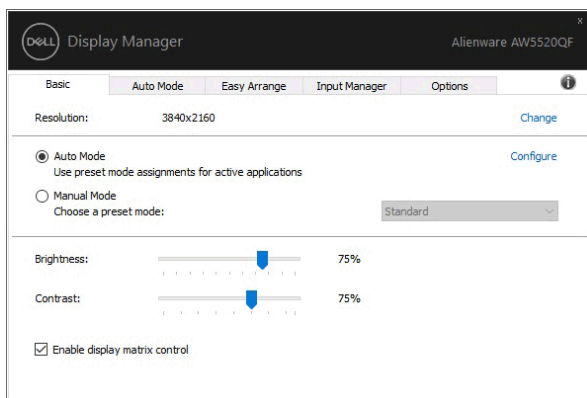 x
DELL Display Manager Alienware AW5520QF
Basic Auto Mode Easy Arrange Input Manager Options i
Resolution: 3840x2160 Change
Auto Mode Configure
Use preset mode assignments for active applications
Manual Mode
Choose a preset mode: Standard
Brightness: 75%
Contrast: 75%
Enable display matrix control